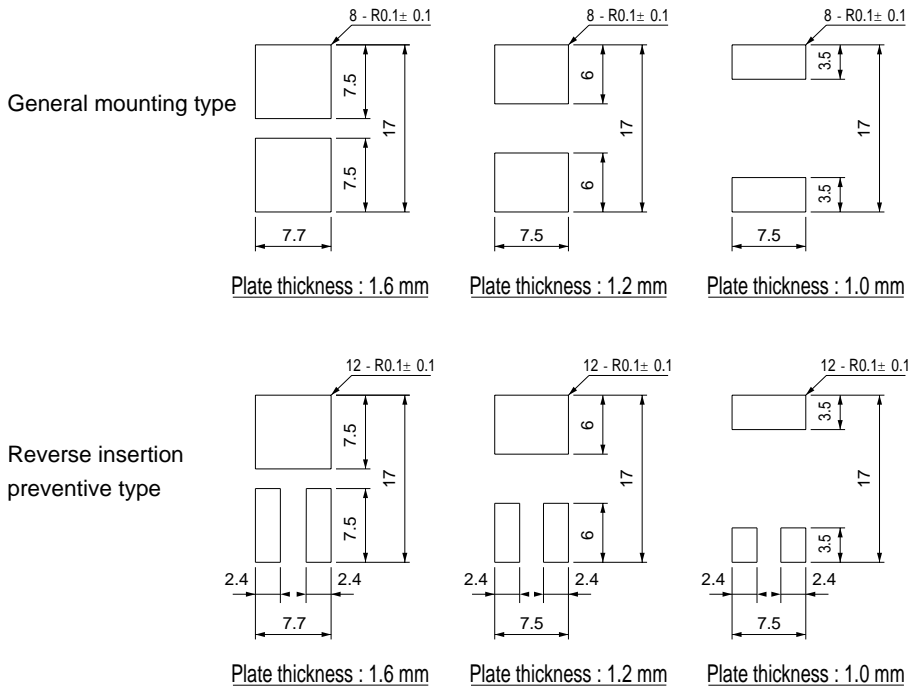 8 - R0.1± 0.1
8 - R0.1± 0.1
8 - R0.1± 0.1
General mounting type
7.5
7.5
17
7.7
6
6
17
7.5
3.5
3.5
17
7.5
Plate thickness : 1.6 mm
Plate thickness : 1.2 mm
Plate thickness : 1.0 mm
12 - R0.1± 0.1
12 - R0.1± 0.1
12 - R0.1± 0.1
Reverse insertion
preventive type
7.5
7.5
17
2.4
2.4
7.7
6
6
17
2.4
2.4
7.5
3.5
3.5
17
2.4
2.4
7.5
Plate thickness : 1.6 mm
Plate thickness : 1.2 mm
Plate thickness : 1.0 mm